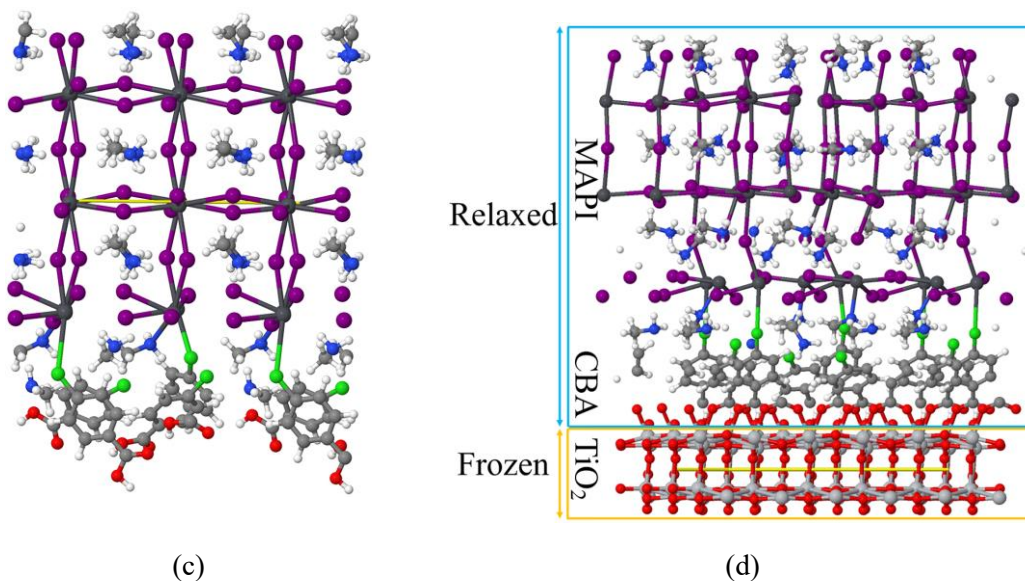 Relaxed
MAPI
CBA
Frozen
TiO₂
(c)
(d)